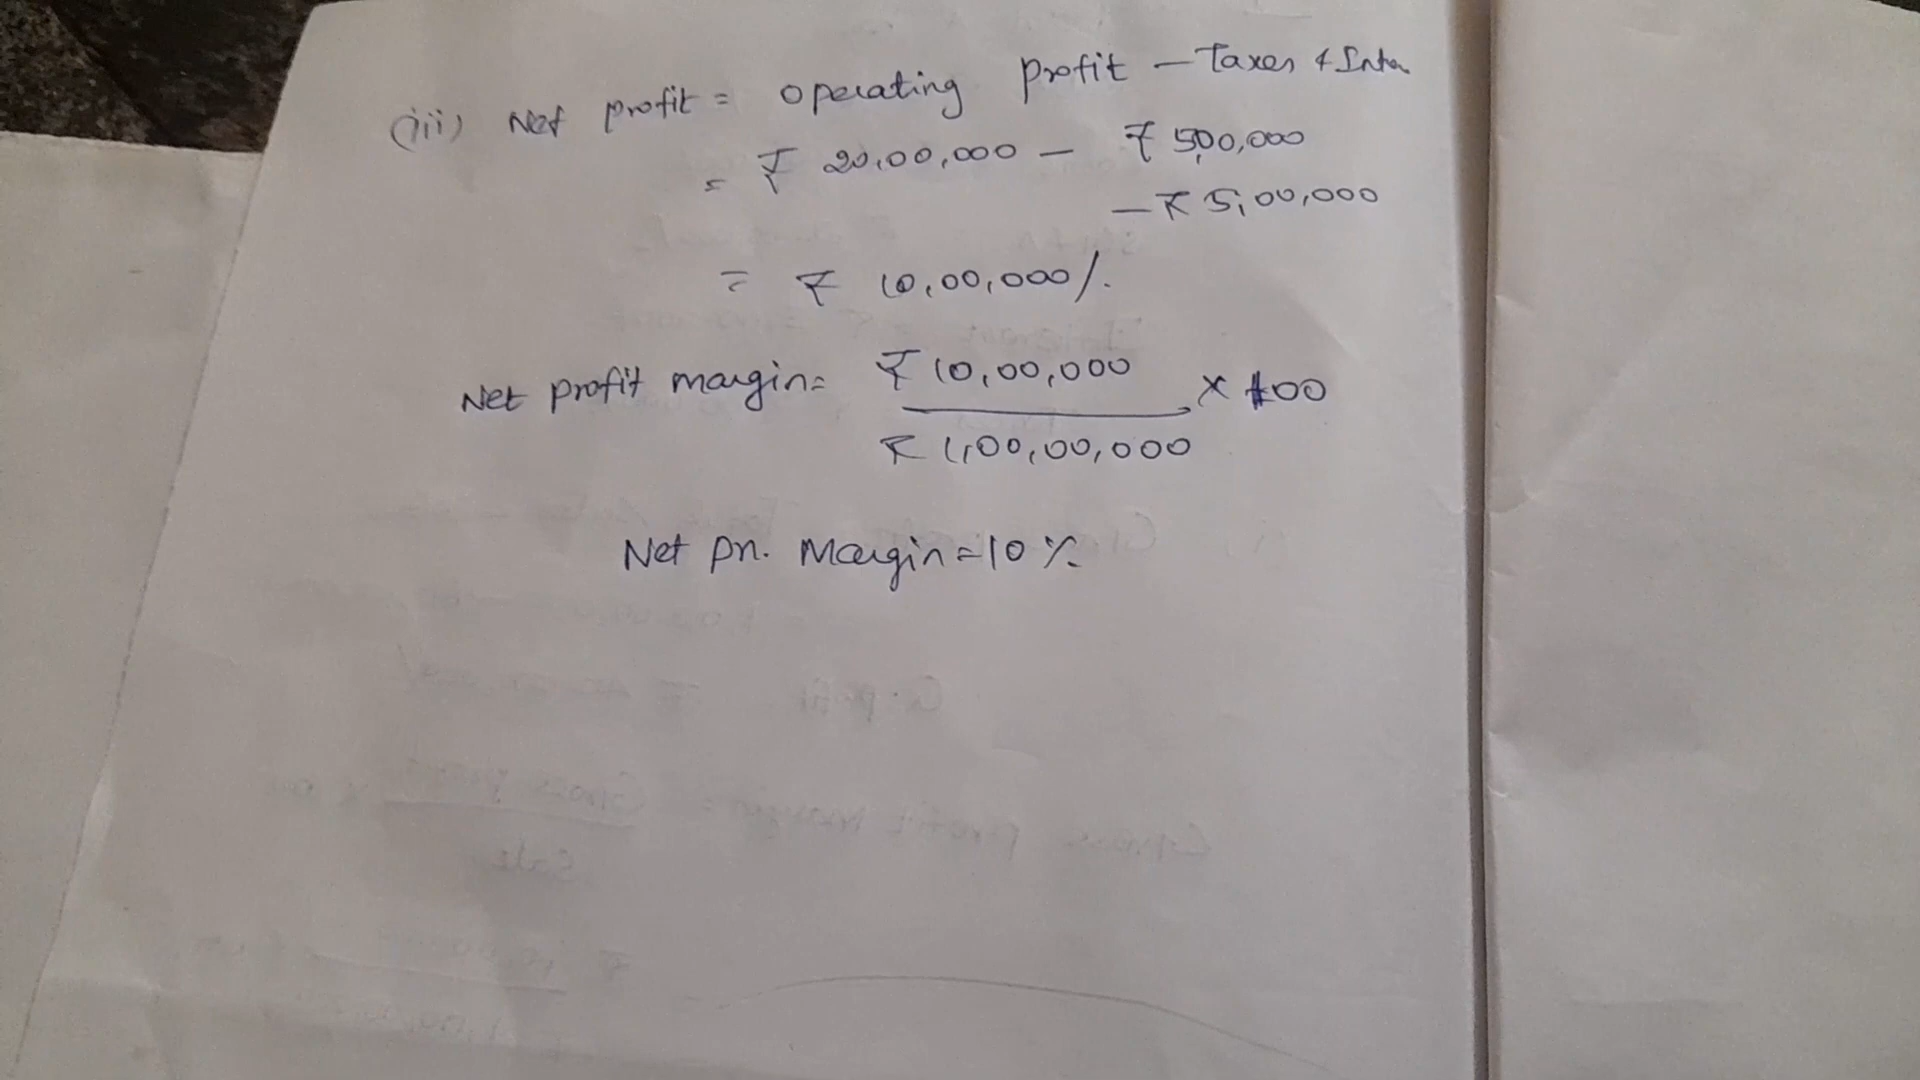 (iii) Net profit = operating profit - Taxes & Inter
= ₹ 20,00,000 - ₹ 500,000
- ₹ 5,00,000
= ₹ 10,00,000/.
Net profit margin = ₹ 10,00,000 × 100
₹ 1,00,00,000
Net pr. Margin = 10 %